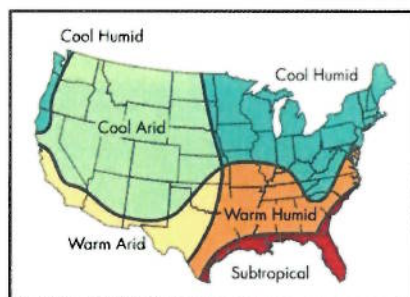 Cool Humid
Cool Humid
Cool Arid
Warm Humid
Warm Arid
Subtropical